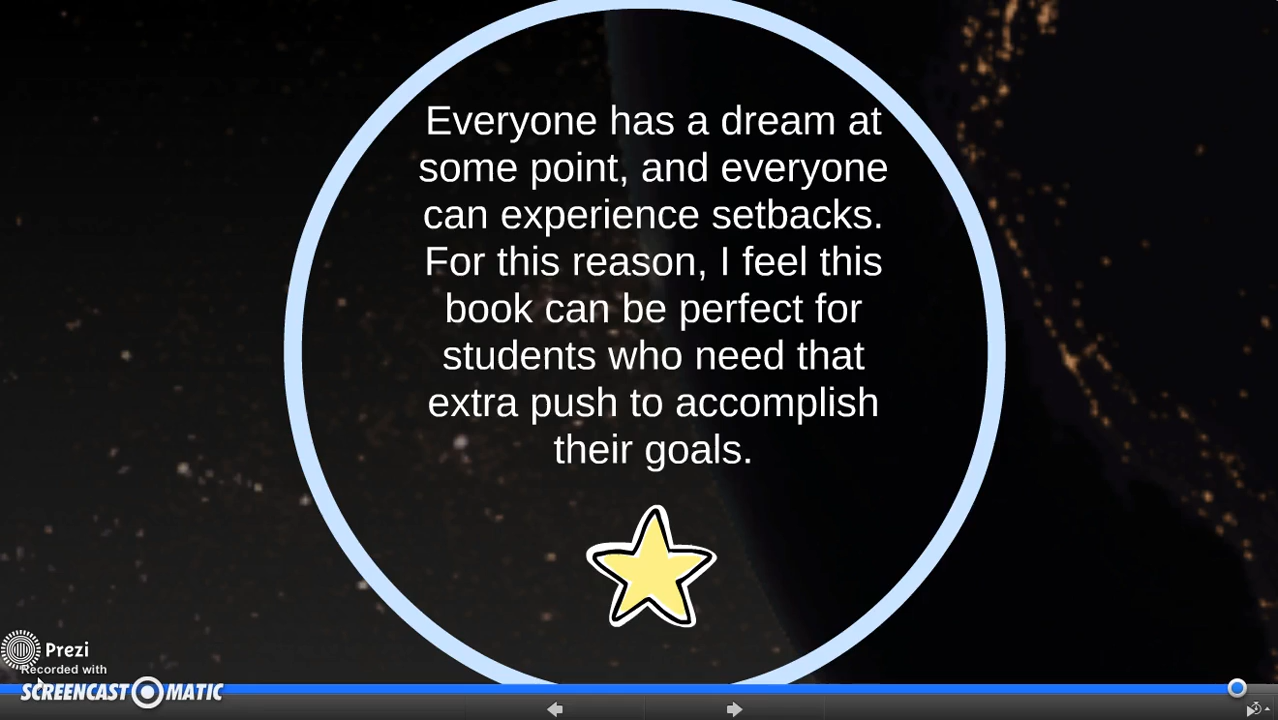 Everyone has a dream at
some point, and everyone
can experience setbacks.
For this reason, I feel this
book can be perfect for
students who need that
extra push to accomplish
their goals.
Prezi
Recorded with
SCREENCAST MATIC